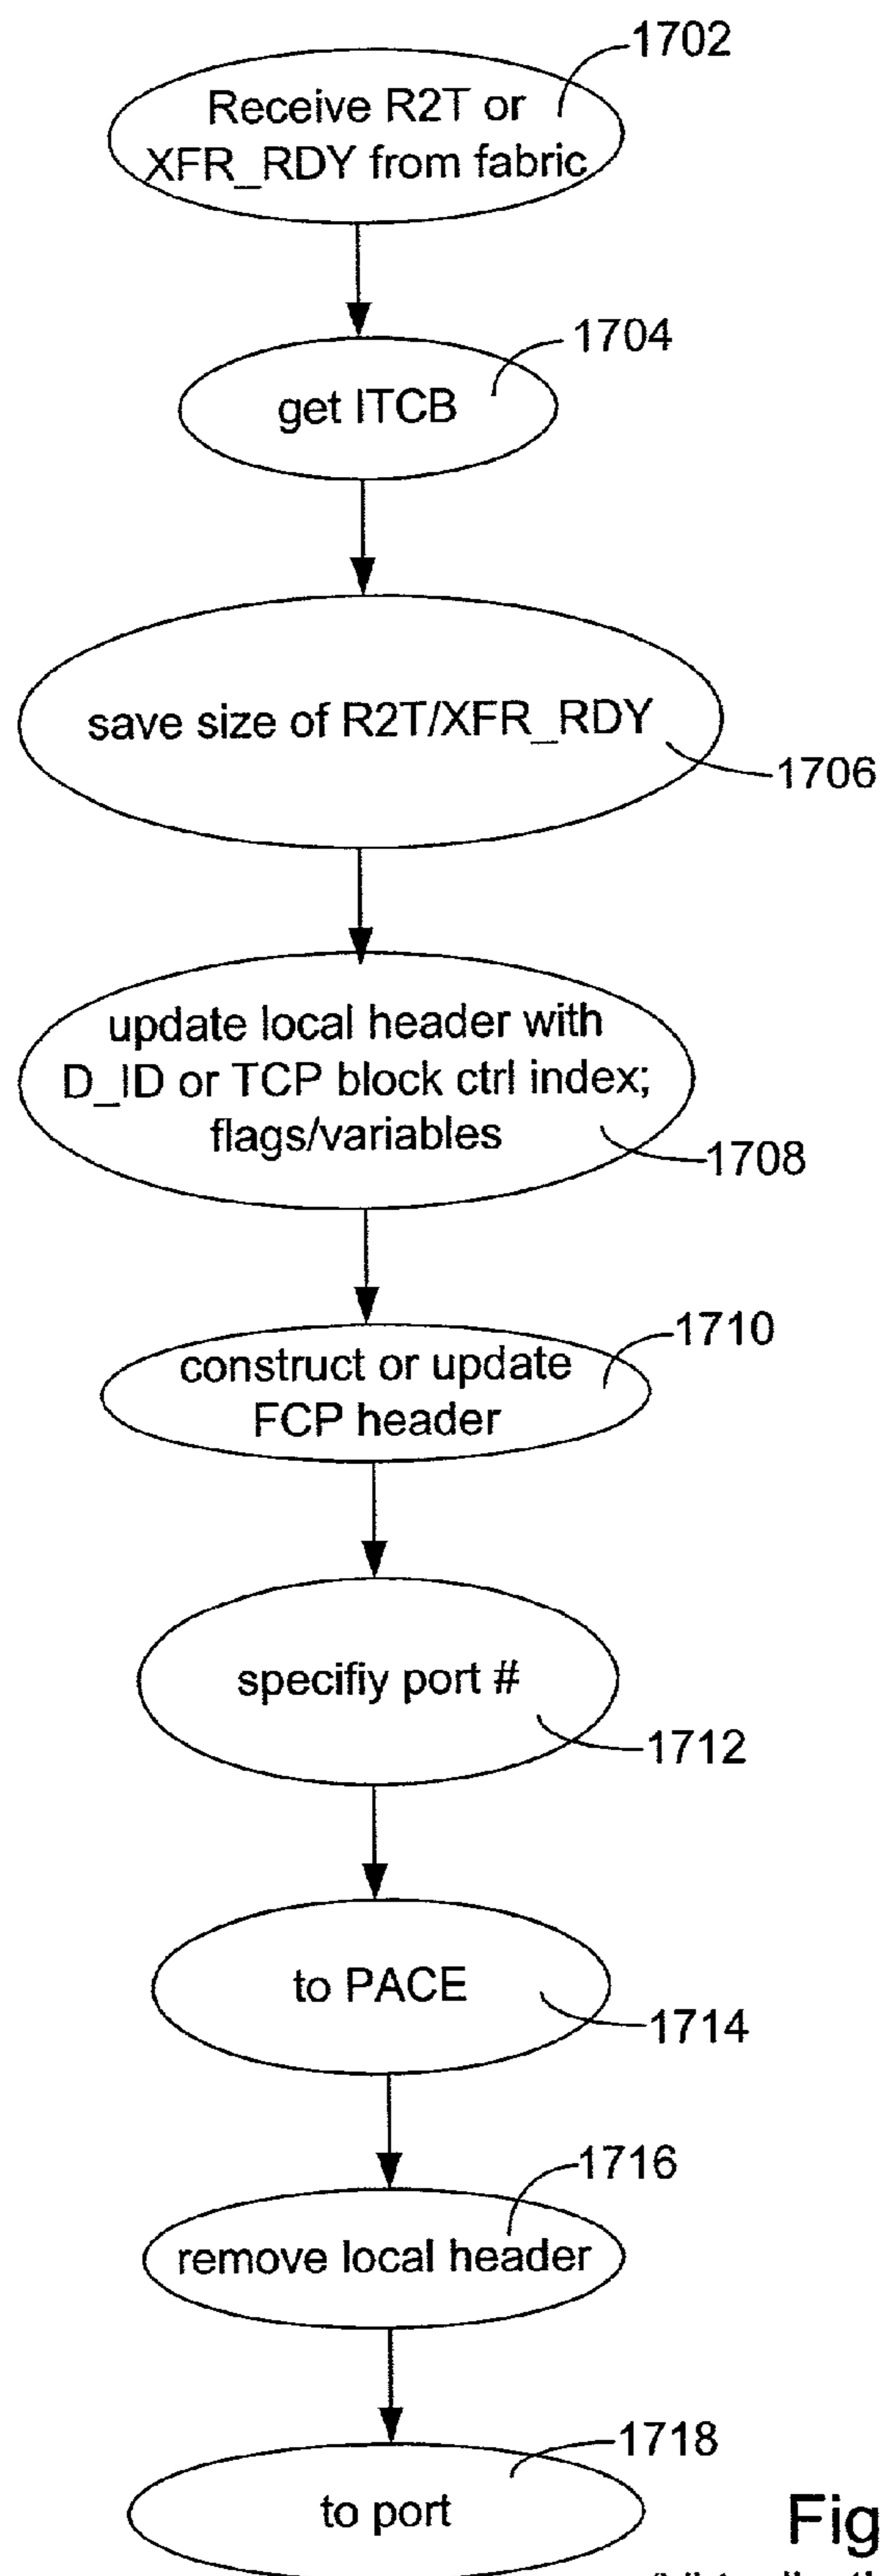 1702
Receive R2T or
XFR_RDY from fabric
1704
get ITCB
save size of R2T/XFR_RDY
1706
update local header with
D_ID or TCP block ctrl index;
flags/variables
1708
construct or update
FCP header
1710
specifiy port #
1712
to PACE
1714
1716
remove local header
1718
to port
Fig